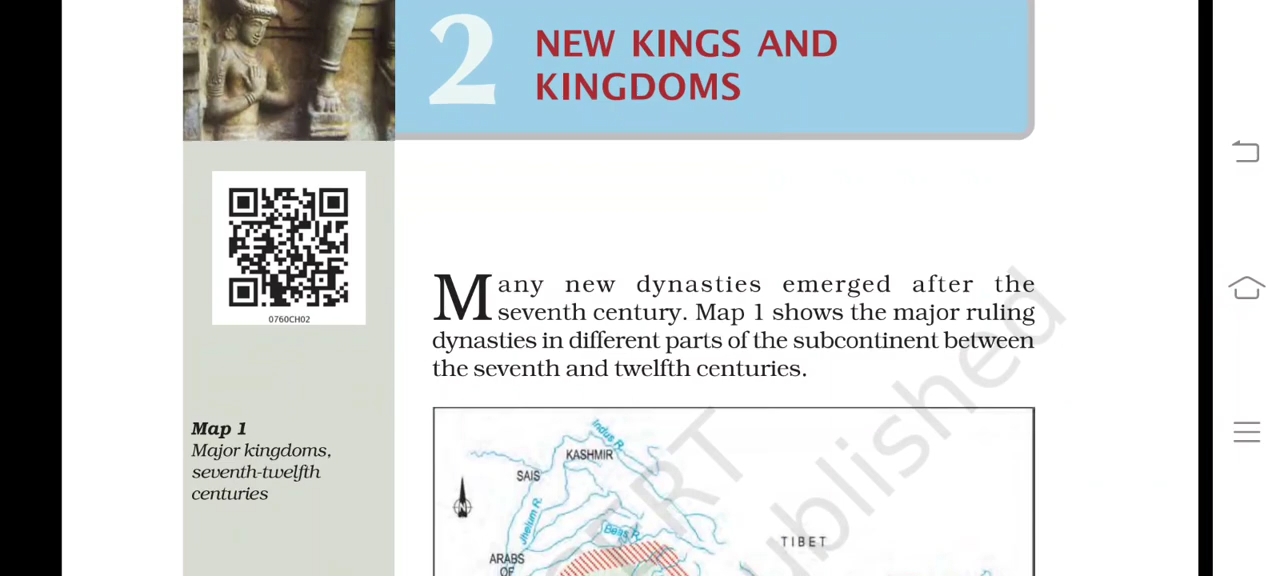 2
NEW KINGS AND
KINGDOMS
0760CH02
Many new dynasties emerged after the
seventh century. Map 1 shows the major ruling
dynasties in different parts of the subcontinent between
the seventh and twelfth centuries.
Map 1
Major kingdoms,
seventh-twelfth
centuries
Indus R.
KASHMIR
SAIS
N
Jhelum R.
Beas R.
TIBET
ARABS
OF